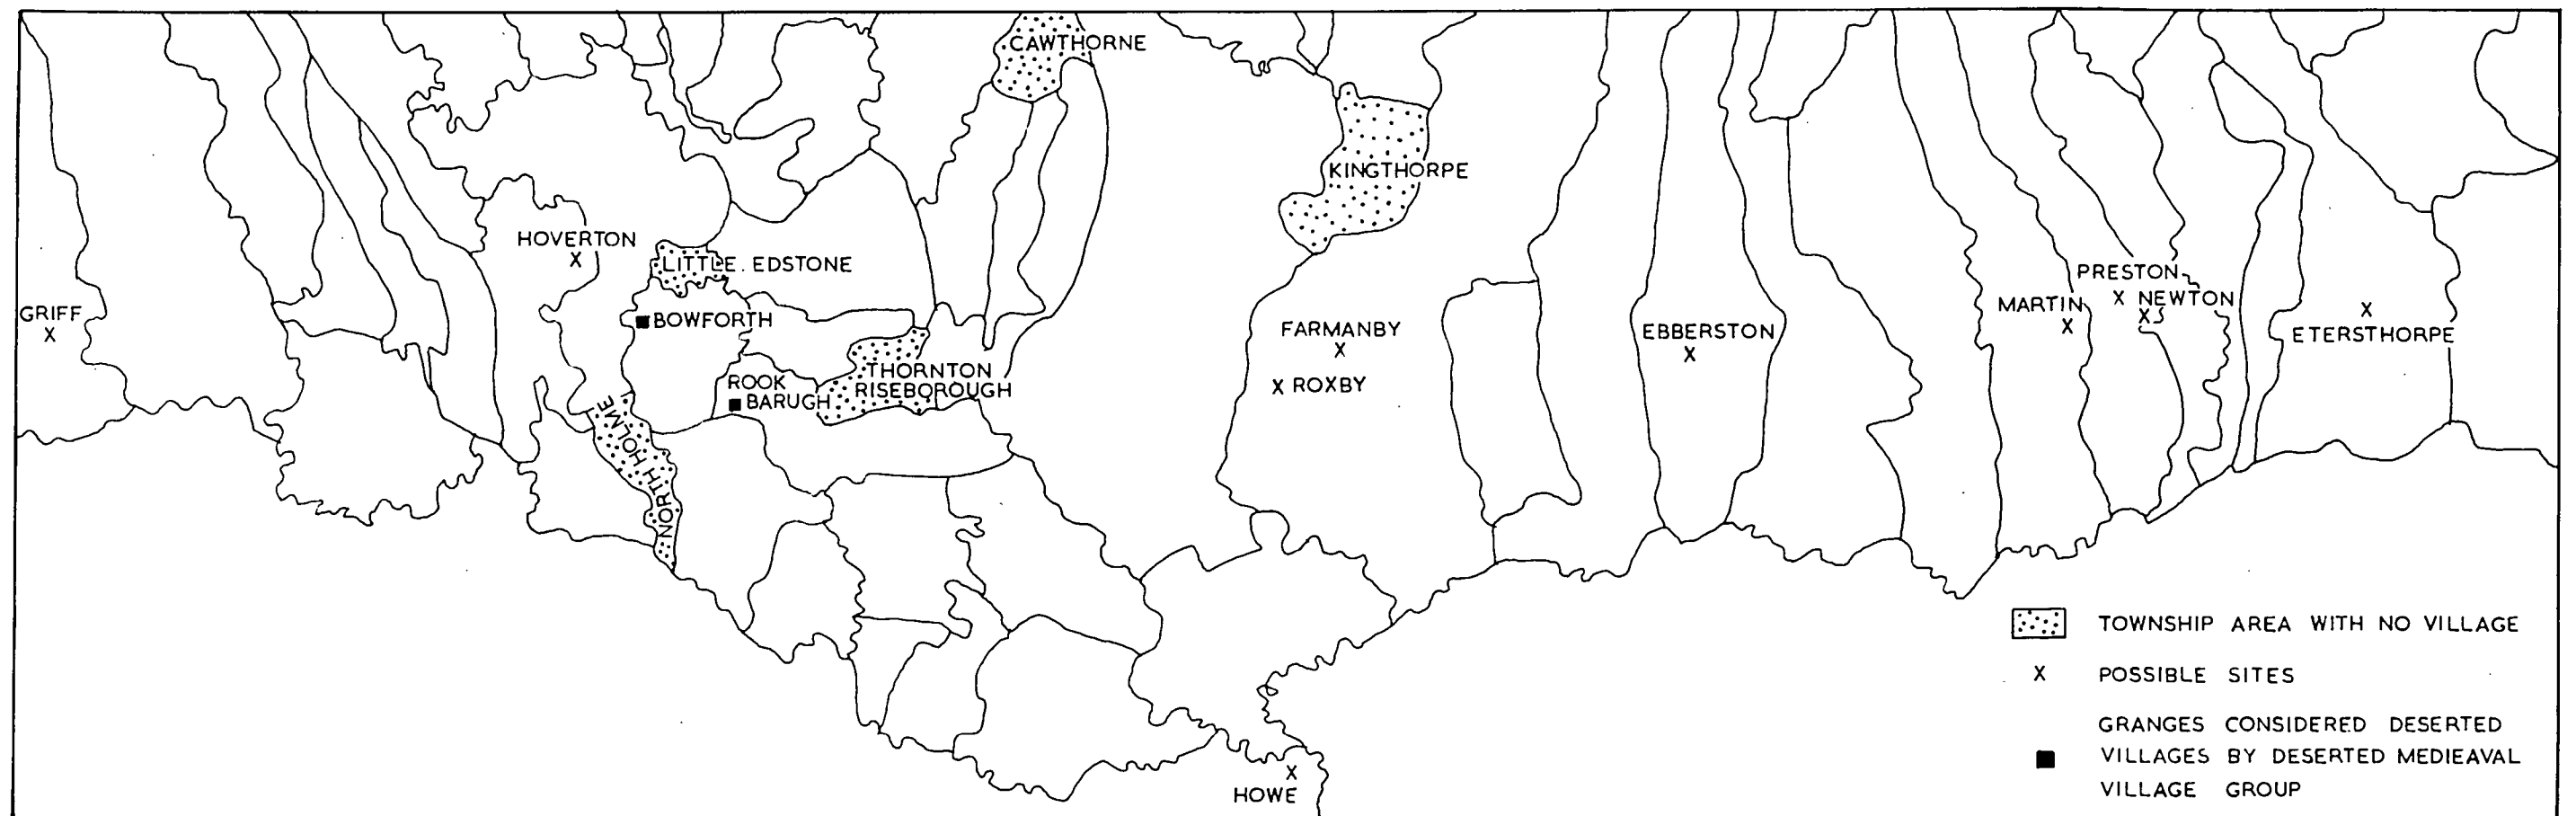 CAWTHORNE
KINGTHORPE
HOVERTON
X
LITTLE. EDSTONE
GRIFF
X
BOWFORTH
THORNTON
RISEBOROUGH
ROOK
BARUGH
NORTH HOLME
FARMANBY
X
X ROXBY
EBBERSTON
X
PRESTON
X NEWTON
X
MARTIN
X
X
ETERSTHORPE
X
HOWE
TOWNSHIP AREA WITH NO VILLAGE
X POSSIBLE SITES
GRANGES CONSIDERED DESERTED
VILLAGES BY DESERTED MEDIEAVAL
VILLAGE GROUP